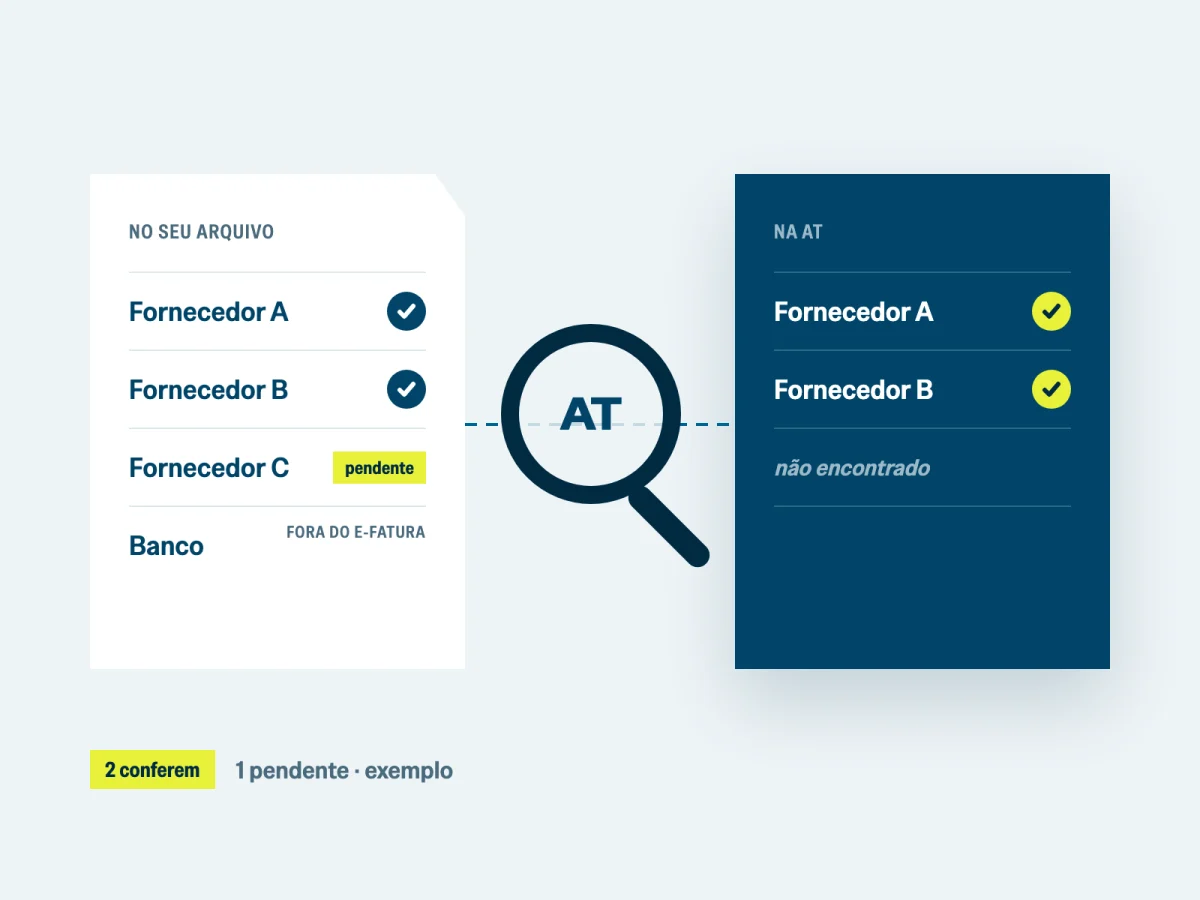 NO SEU ARQUIVO
Fornecedor A
Fornecedor B
Fornecedor C pendente
Banco FORA DO E-FATURA
AT
NA AT
Fornecedor A
Fornecedor B
não encontrado
2 conferem 1 pendente · exemplo